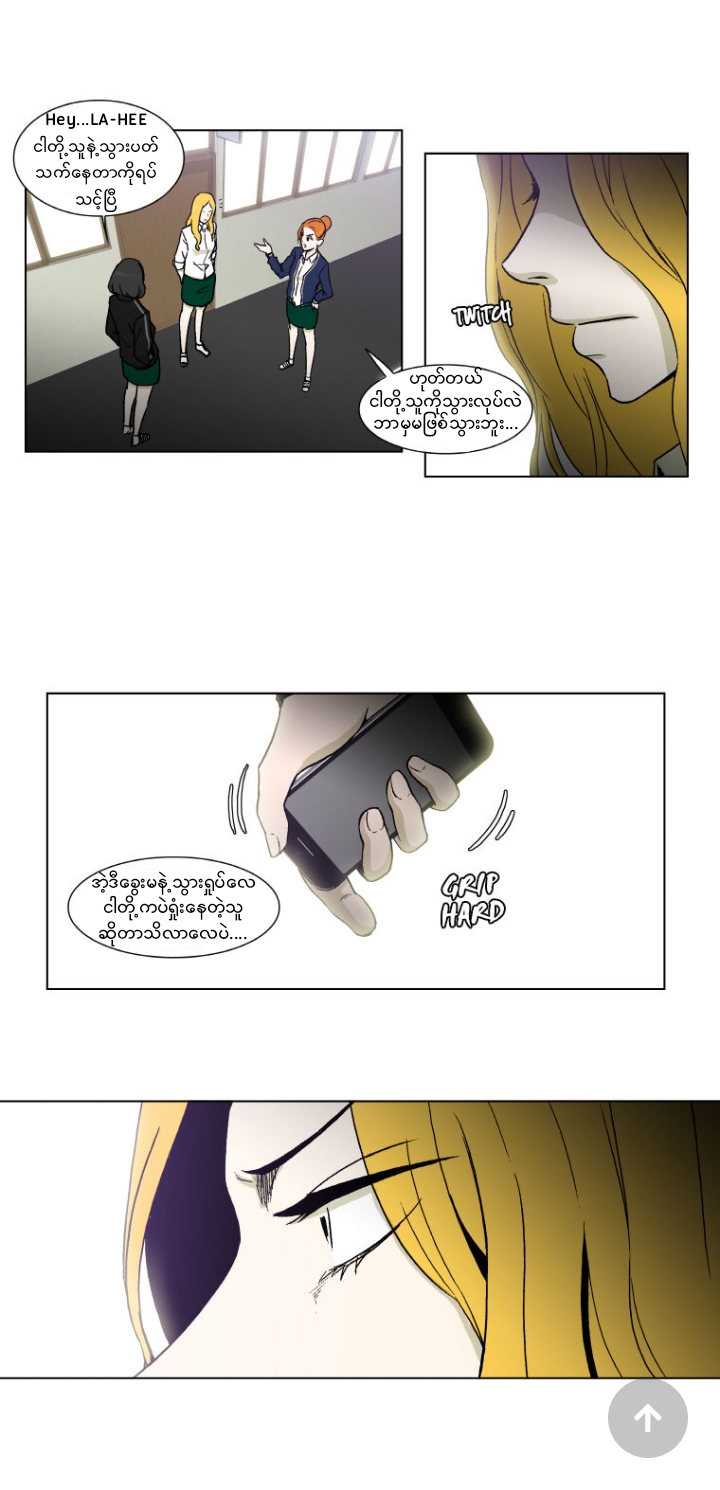 Hey...LA-HEE
ငါတို့သူနဲ့သွားပတ်
သက်နေတာကိုရပ်
သင့်ပြီ
TWITCH
ဟုတ်တယ်
ငါတို့သူကိုသွားလုပ်လဲ
ဘာမှမဖြစ်သွားဘူး...
အဲ့ဒီခွေးမနဲ့သွားရှုပ်လေ
ငါတို့ကပဲရှုံးနေတဲ့သူ
ဆိုတာသိလာလေပဲ....
GRIP
HARD